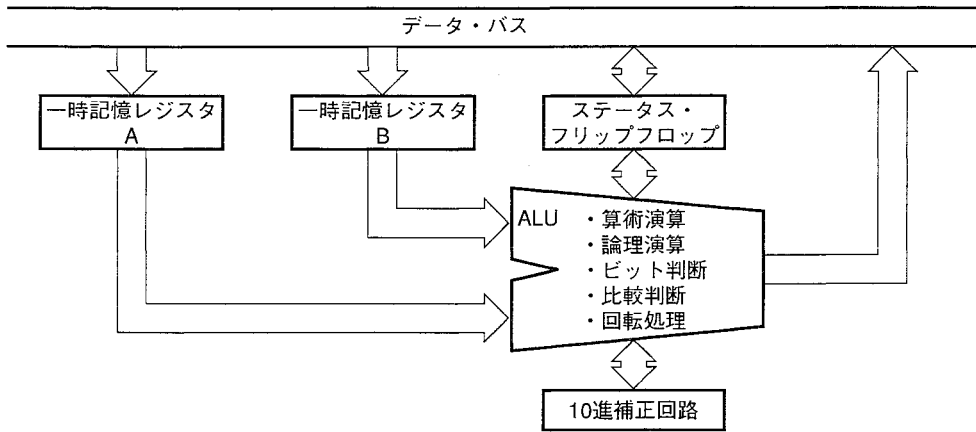 データ・バス
一時記憶レジスタ
A
一時記憶レジスタ
B
ステータス・
フリップフロップ
ALU
・算術演算
・論理演算
・ビット判断
・比較判断
・回転処理
10進補正回路